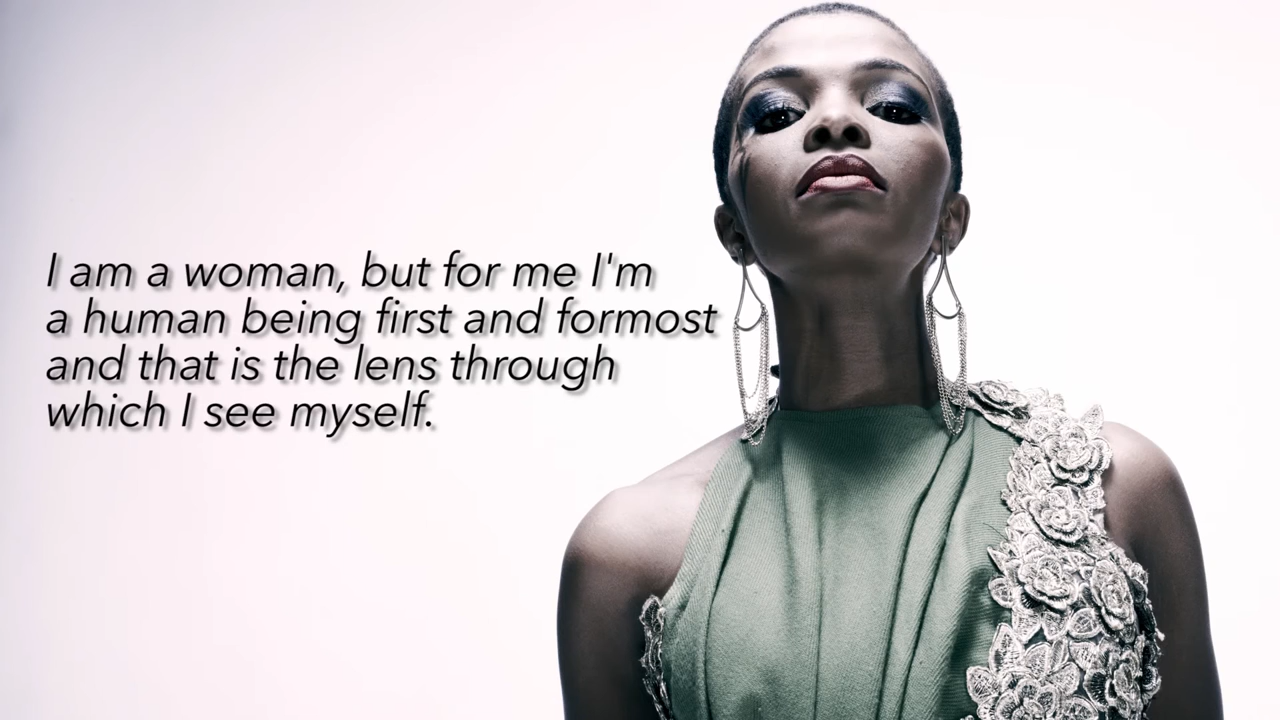 I am a woman, but for me I'm
a human being first and formost
and that is the lens through
which I see myself.